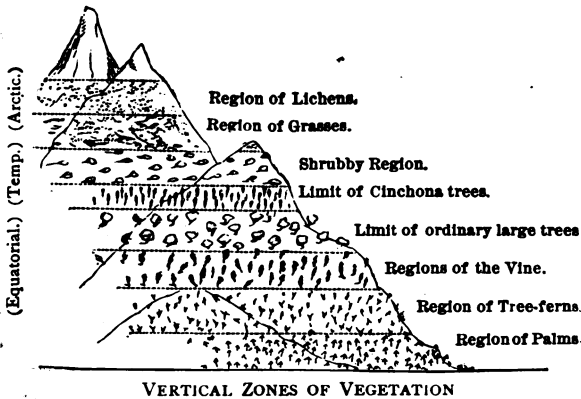 (Arctic.)
(Temp.)
(Equatorial.)
Region of Lichens.
Region of Grasses.
Shrubby Region.
Limit of Cinchona trees.
Limit of ordinary large trees
Regions of the Vine.
Region of Tree-ferns.
Region of Palms.
VERTICAL ZONES OF VEGETATION